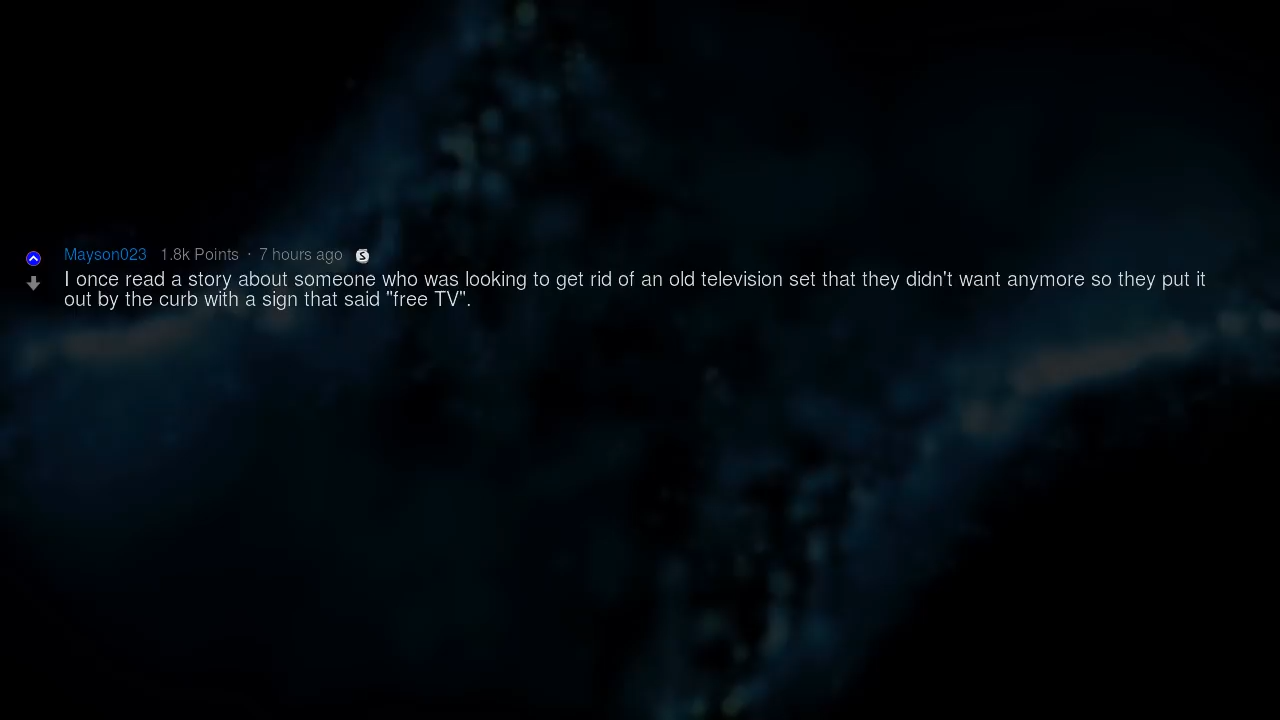 Mayson023 1.8k Points · 7 hours ago S
I once read a story about someone who was looking to get rid of an old television set that they didn't want anymore so they put it
out by the curb with a sign that said "free TV".